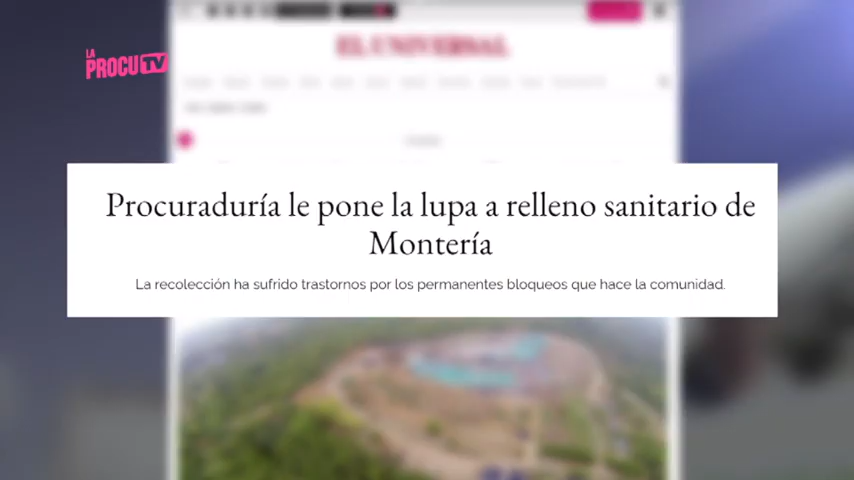 LA
PROCU TV
EL UNIVERSAL
Procuraduría le pone la lupa a relleno sanitario de
Montería
La recolección ha sufrido trastornos por los permanentes bloqueos que hace la comunidad.